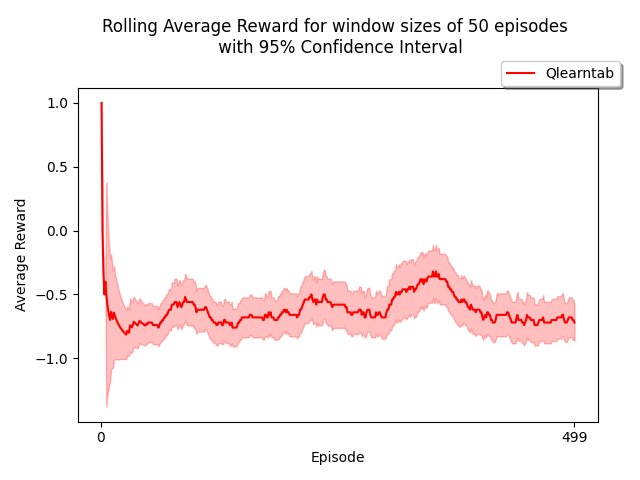 Rolling Average Reward for window sizes of 50 episodes
with 95% Confidence Interval
Qlearntab
1.0
0.5
0.0
−0.5
−1.0
Average Reward
0
499
Episode